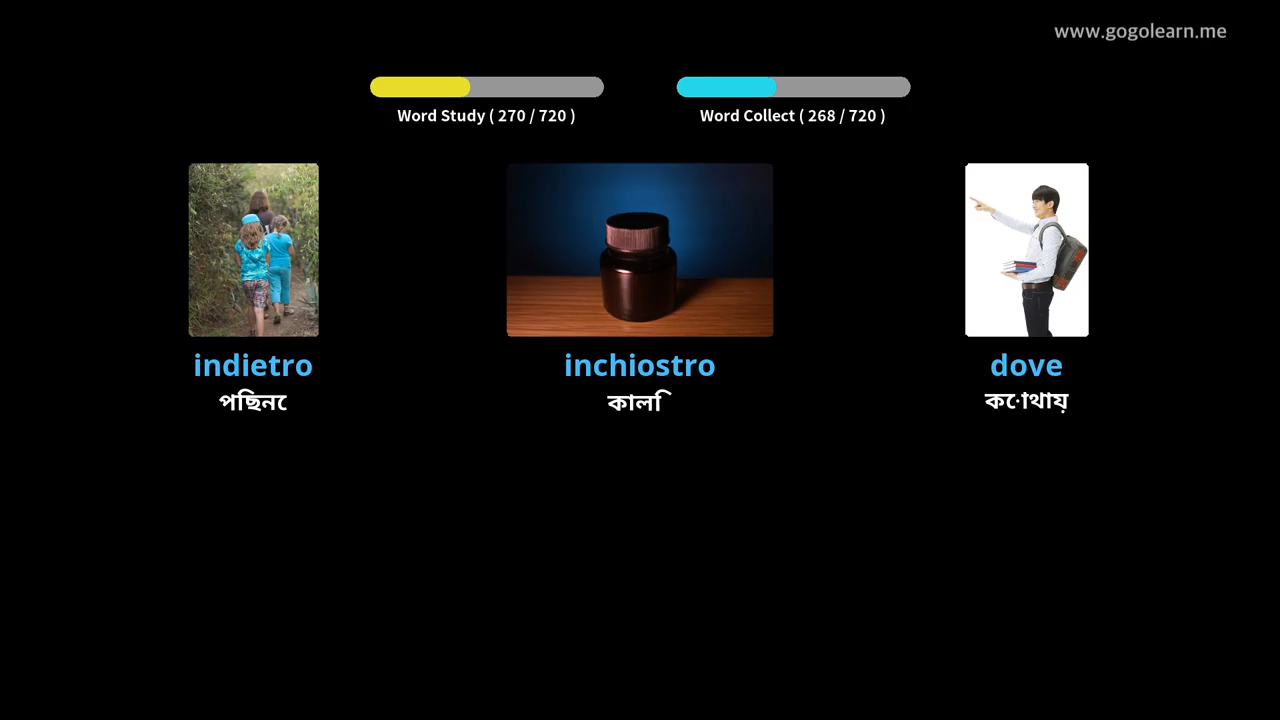 www.gogolearn.me
Word Study ( 270 / 720 )
Word Collect ( 268 / 720 )
indietro
inchiostro
dove
পিছনে
কালি
কোথায়